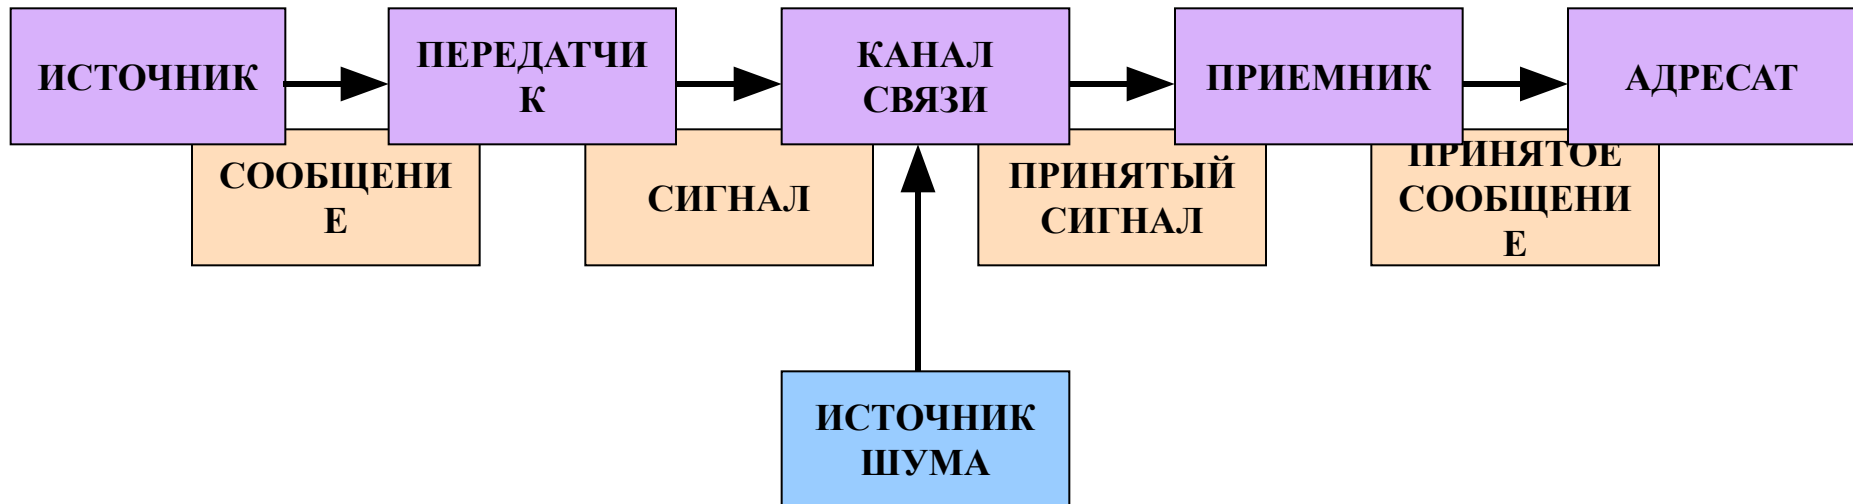 ИСТОЧНИК
ПЕРЕДАТЧИ
К
КАНАЛ
СВЯЗИ
ПРИЕМНИК
АДРЕСАТ
СООБЩЕНИ
Е
СИГНАЛ
ПРИНЯТЫЙ
СИГНАЛ
ПРИНЯТОЕ
СООБЩЕНИ
Е
ИСТОЧНИК
ШУМА